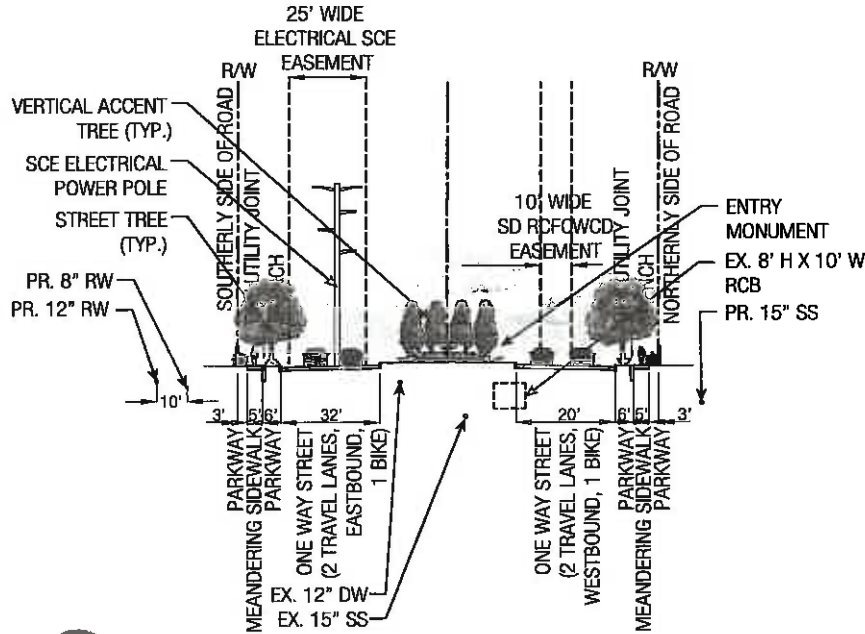 25' WIDE
ELECTRICAL SCE
EASEMENT
R/W
R/W
VERTICAL ACCENT
TREE (TYP.)
SCE ELECTRICAL
POWER POLE
STREET TREE
(TYP.)
PR. 8" RW
PR. 12" RW
SOUTHERLY SIDE OF ROAD
UTILITY JOINT
10' WIDE
SD RCFCWCD
EASEMENT
UTILITY JOINT
NORTHERNLY SIDE OF ROAD
ENTRY
MONUMENT
EX. 8' H X 10' W
RCB
PR. 15" SS
10'
3'
5'
6'
32'
20'
6'
5'
3'
PARKWAY
MEANDERING SIDEWALK
PARKWAY
ONE WAY STREET
(2 TRAVEL LANES,
EASTBOUND,
1 BIKE)
ONE WAY STREET
(2 TRAVEL LANES,
WESTBOUND, 1 BIKE)
PARKWAY
MEANDERING SIDEWALK
PARKWAY
EX. 12" DW
EX. 15" SS